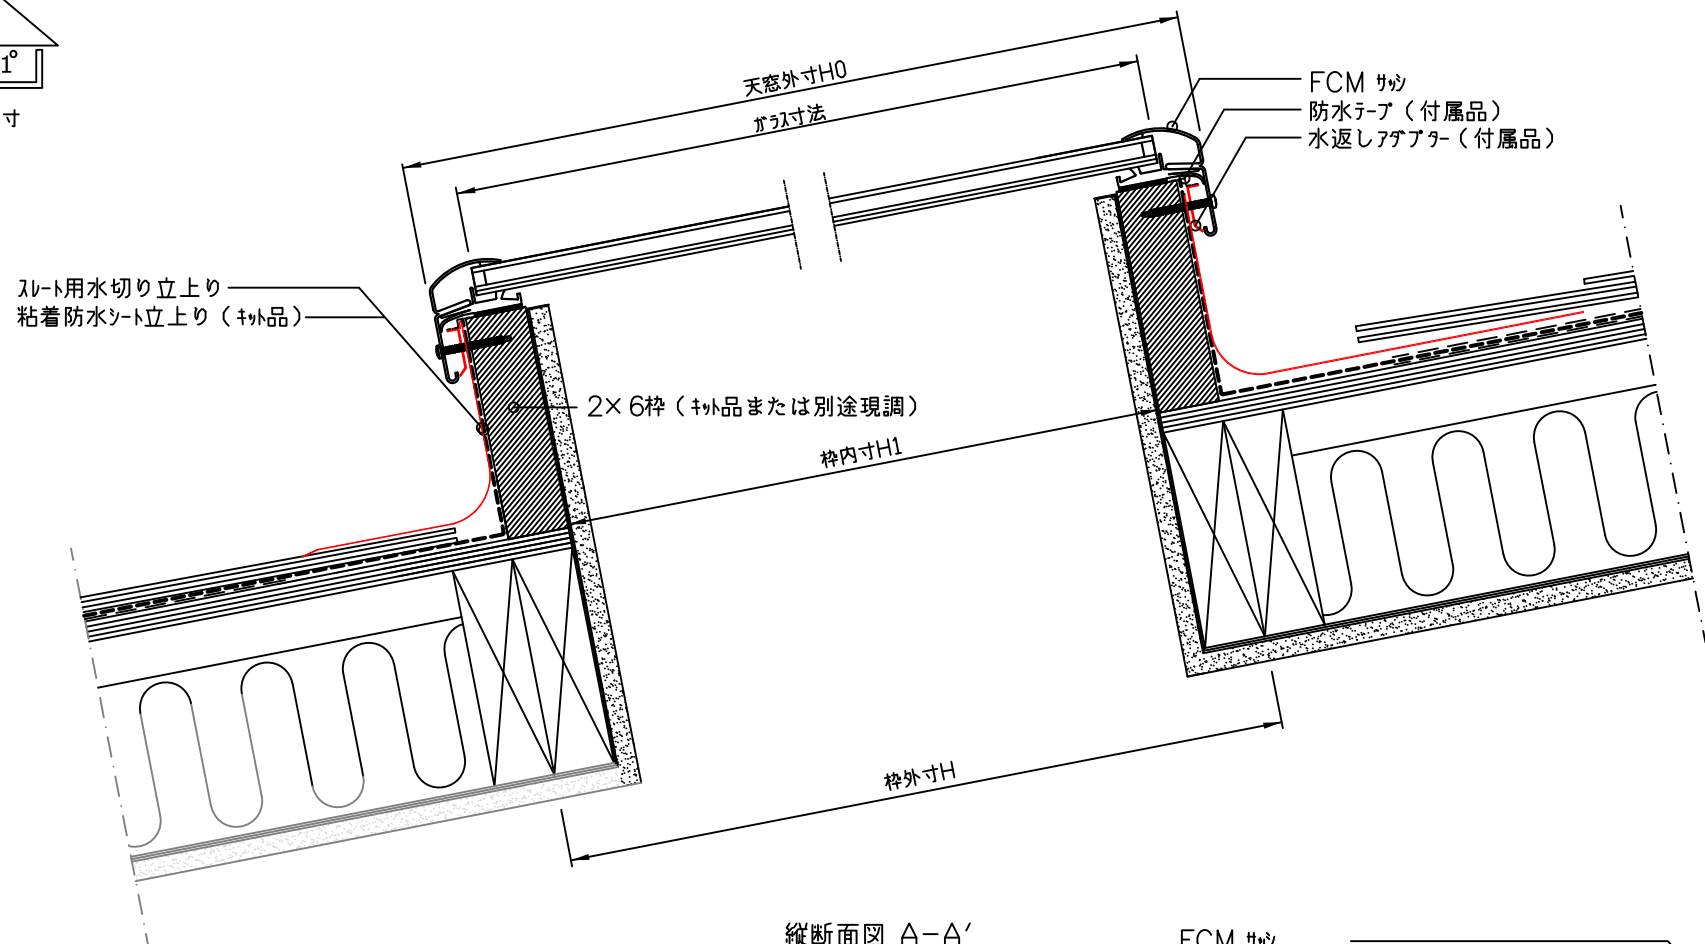 1°
寸
天窓外寸H0
ガラス寸法
FCM サッシ
防水テープ（付属品）
水返しアダプター（付属品）
スレート用水切り立上り
粘着防水シート立上り（キット品）
2×6枠（キット品または別途現調）
枠内寸H1
枠外寸H
縦断面図 A－A′
FCM サッシ